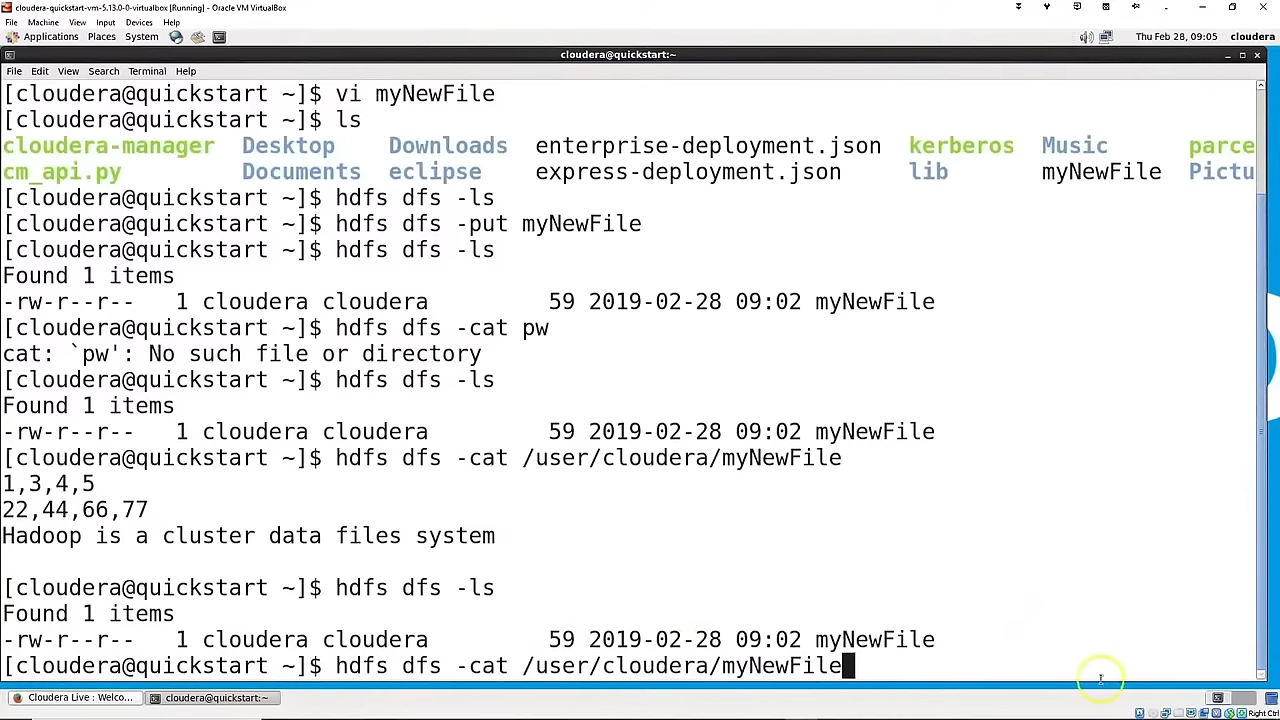 cloudera-quickstart-vm-5.13.0-0-virtualbox [Running] - Oracle VM VirtualBox
File Machine View Input Devices Help
Applications Places System Thu Feb 28, 09:05 cloudera
cloudera@quickstart:~
File Edit View Search Terminal Help
[cloudera@quickstart ~]$ vi myNewFile
[cloudera@quickstart ~]$ ls
cloudera-manager Desktop Downloads enterprise-deployment.json kerberos Music parce
cm_api.py Documents eclipse express-deployment.json lib myNewFile Pictu
[cloudera@quickstart ~]$ hdfs dfs -ls
[cloudera@quickstart ~]$ hdfs dfs -put myNewFile
[cloudera@quickstart ~]$ hdfs dfs -ls
Found 1 items
-rw-r--r-- 1 cloudera cloudera 59 2019-02-28 09:02 myNewFile
[cloudera@quickstart ~]$ hdfs dfs -cat pw
cat: `pw': No such file or directory
[cloudera@quickstart ~]$ hdfs dfs -ls
Found 1 items
-rw-r--r-- 1 cloudera cloudera 59 2019-02-28 09:02 myNewFile
[cloudera@quickstart ~]$ hdfs dfs -cat /user/cloudera/myNewFile
1,3,4,5
22,44,66,77
Hadoop is a cluster data files system
[cloudera@quickstart ~]$ hdfs dfs -ls
Found 1 items
-rw-r--r-- 1 cloudera cloudera 59 2019-02-28 09:02 myNewFile
[cloudera@quickstart ~]$ hdfs dfs -cat /user/cloudera/myNewFile
Cloudera Live : Welco... cloudera@quickstart:~
Right Ctrl